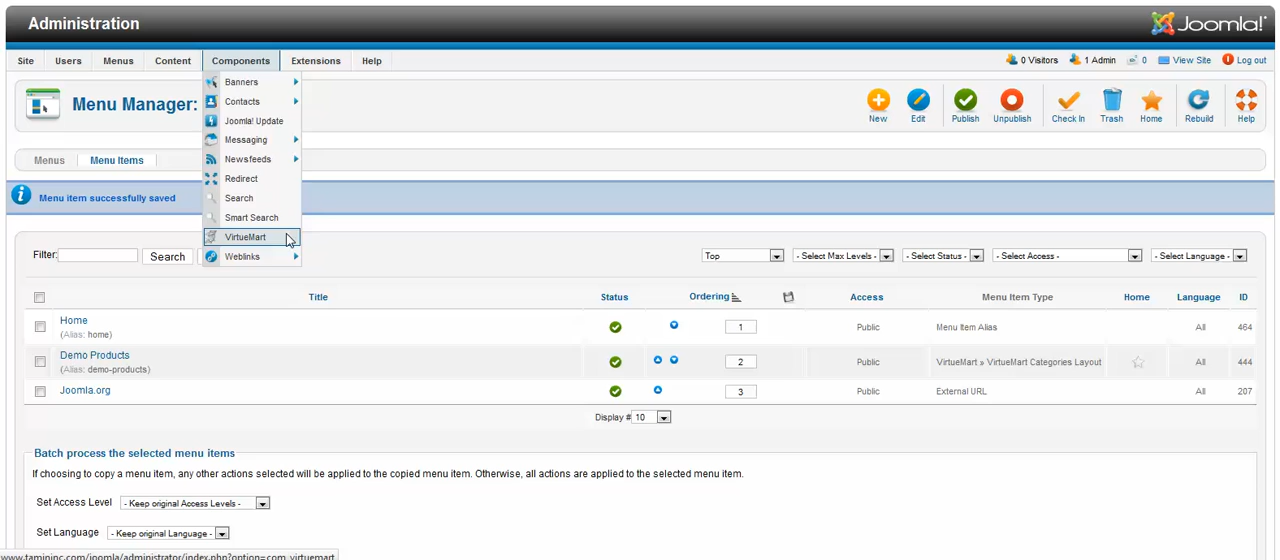 Administration
Joomla!
Site Users Menus Content Components Extensions Help
0 Visitors 1 Admin 0 View Site Log out
Banners
Contacts
Joomla! Update
Messaging
Newsfeeds
Redirect
Search
Smart Search
VirtueMart
Weblinks
Menu Manager:
New Edit Publish Unpublish Check In Trash Home Rebuild Help
Menus Menu Items
Menu item successfully saved
Filter: Search
Top - Select Max Levels - - Select Status - - Select Access - - Select Language -
Title Status Ordering Access Menu Item Type Home Language ID
Home
(Alias: home)
1 Public Menu Item Alias All 464
Demo Products
(Alias: demo-products)
2 Public VirtueMart » VirtueMart Categories Layout All 444
Joomla.org 3 Public External URL All 207
Display # 10
Batch process the selected menu items
If choosing to copy a menu item, any other actions selected will be applied to the copied menu item. Otherwise, all actions are applied to the selected menu item.
Set Access Level - Keep original Access Levels -
Set Language - Keep original Language -
www.tamininc.com/joomla/administrator/index.php?option=com_virtuemart